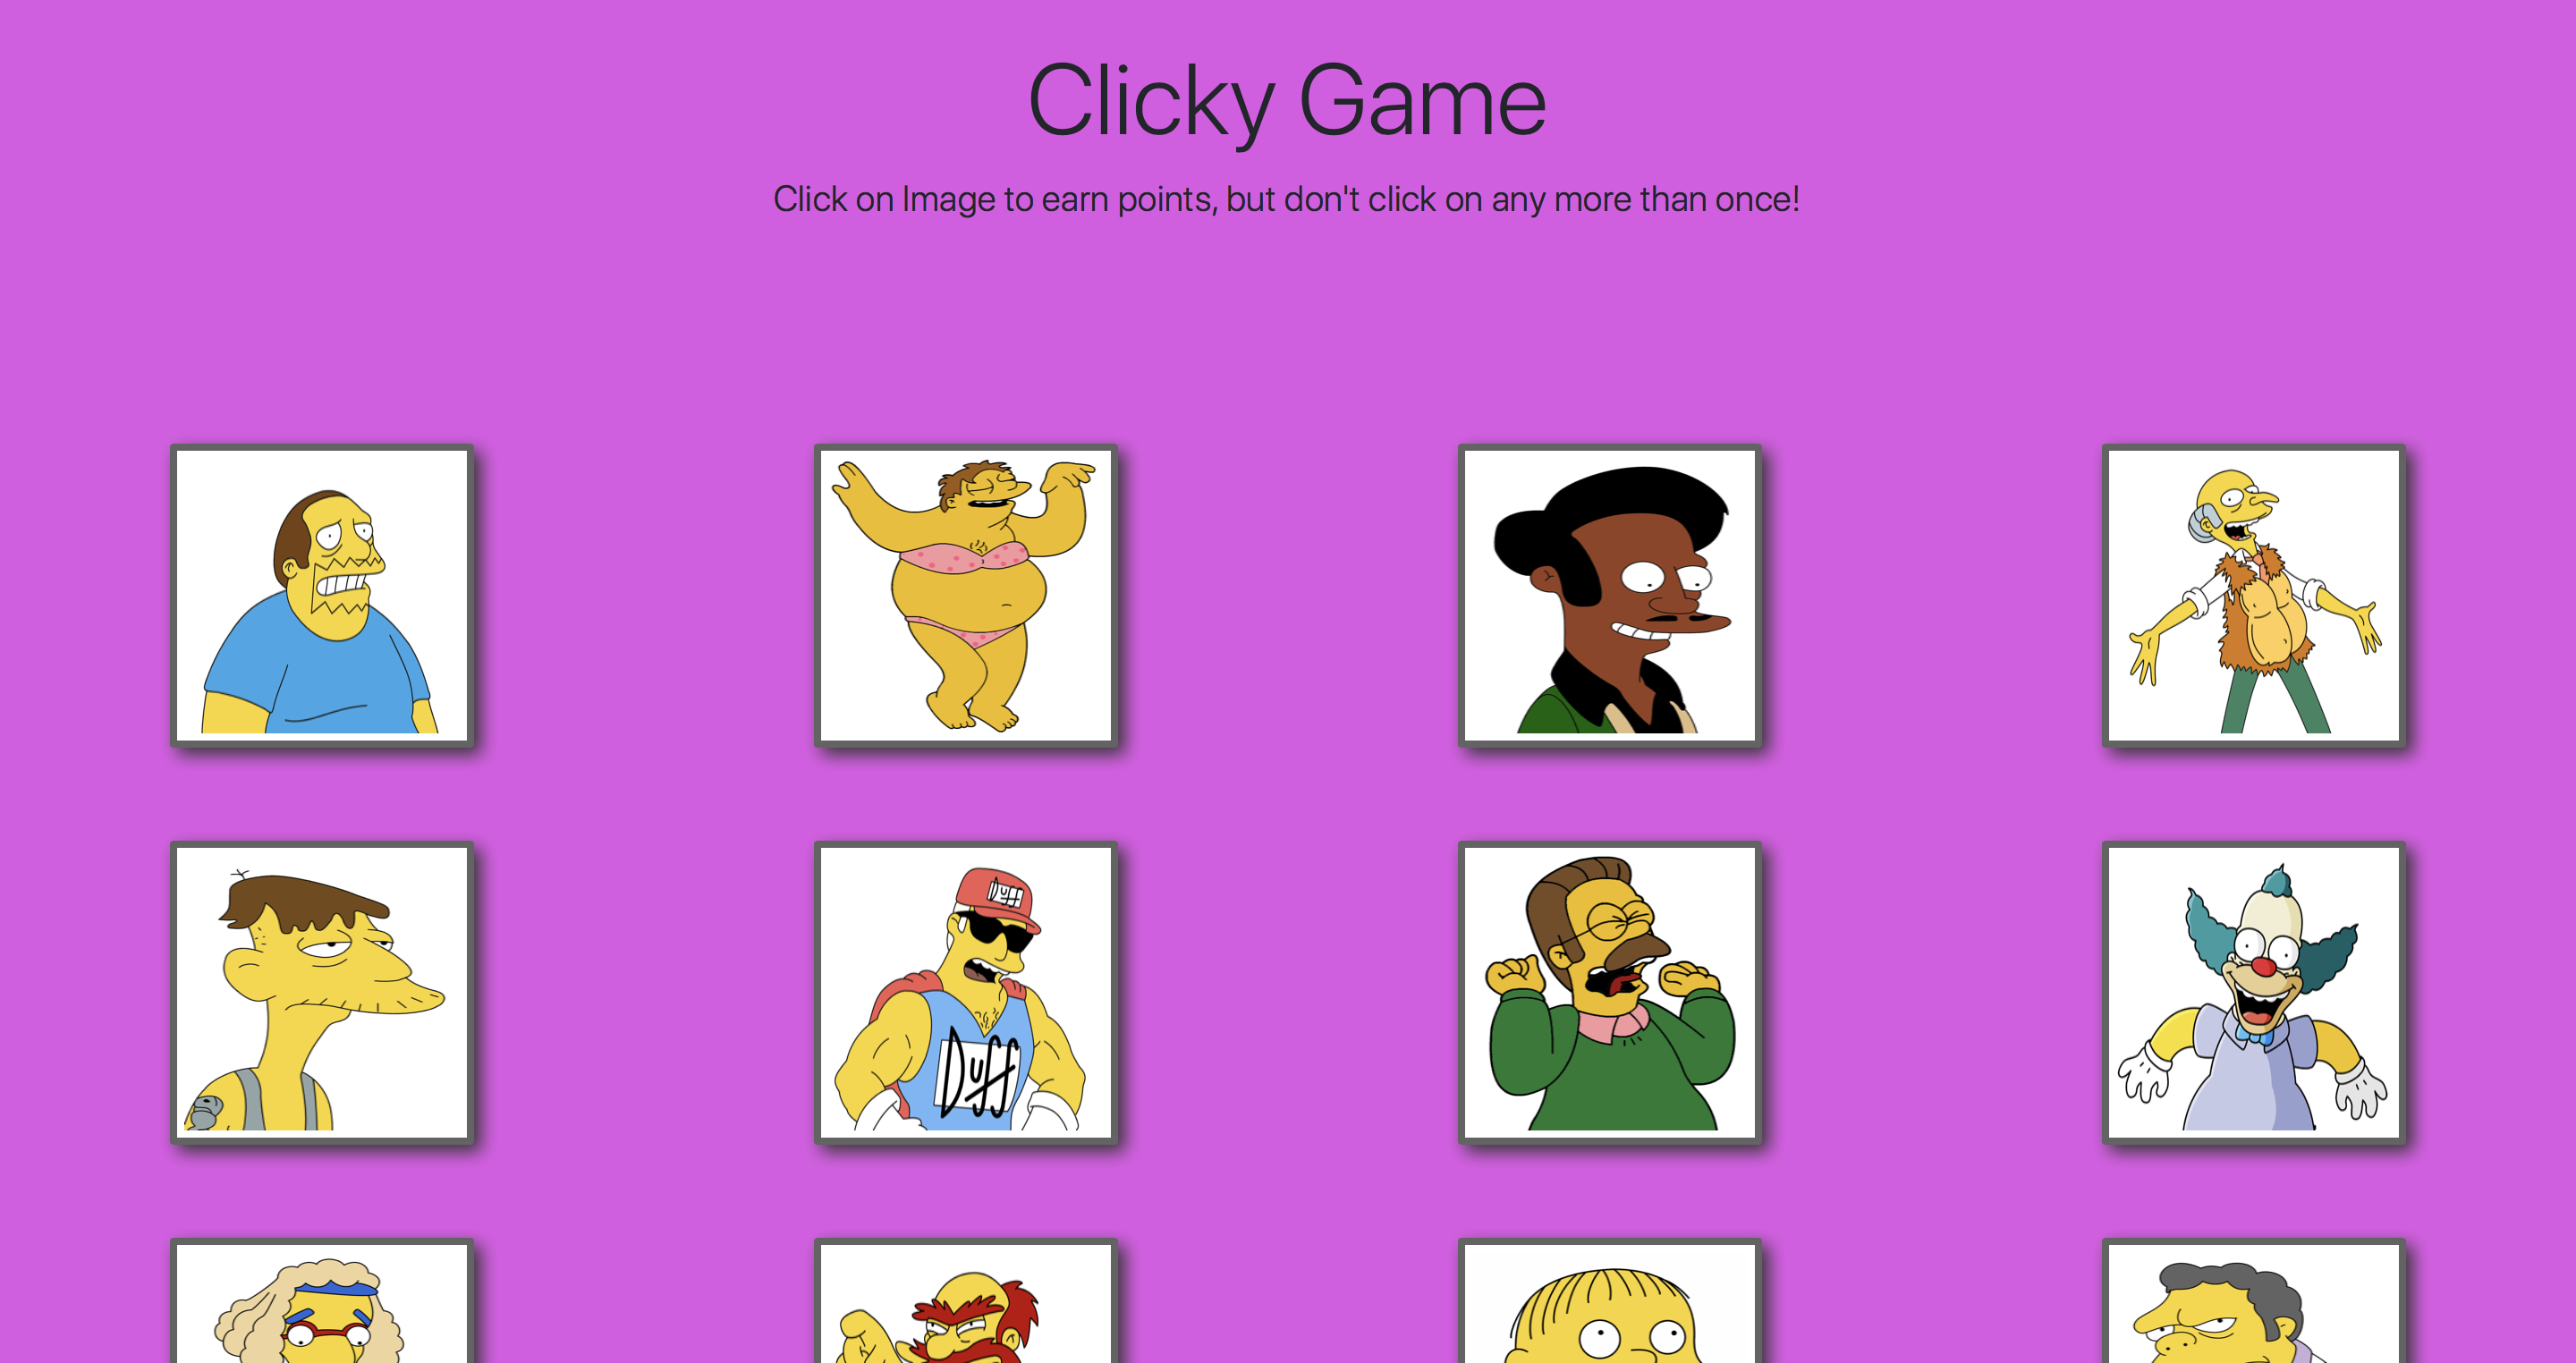 Clicky Game
Click on Image to earn points, but don't click on any more than once!
Duff
Duff